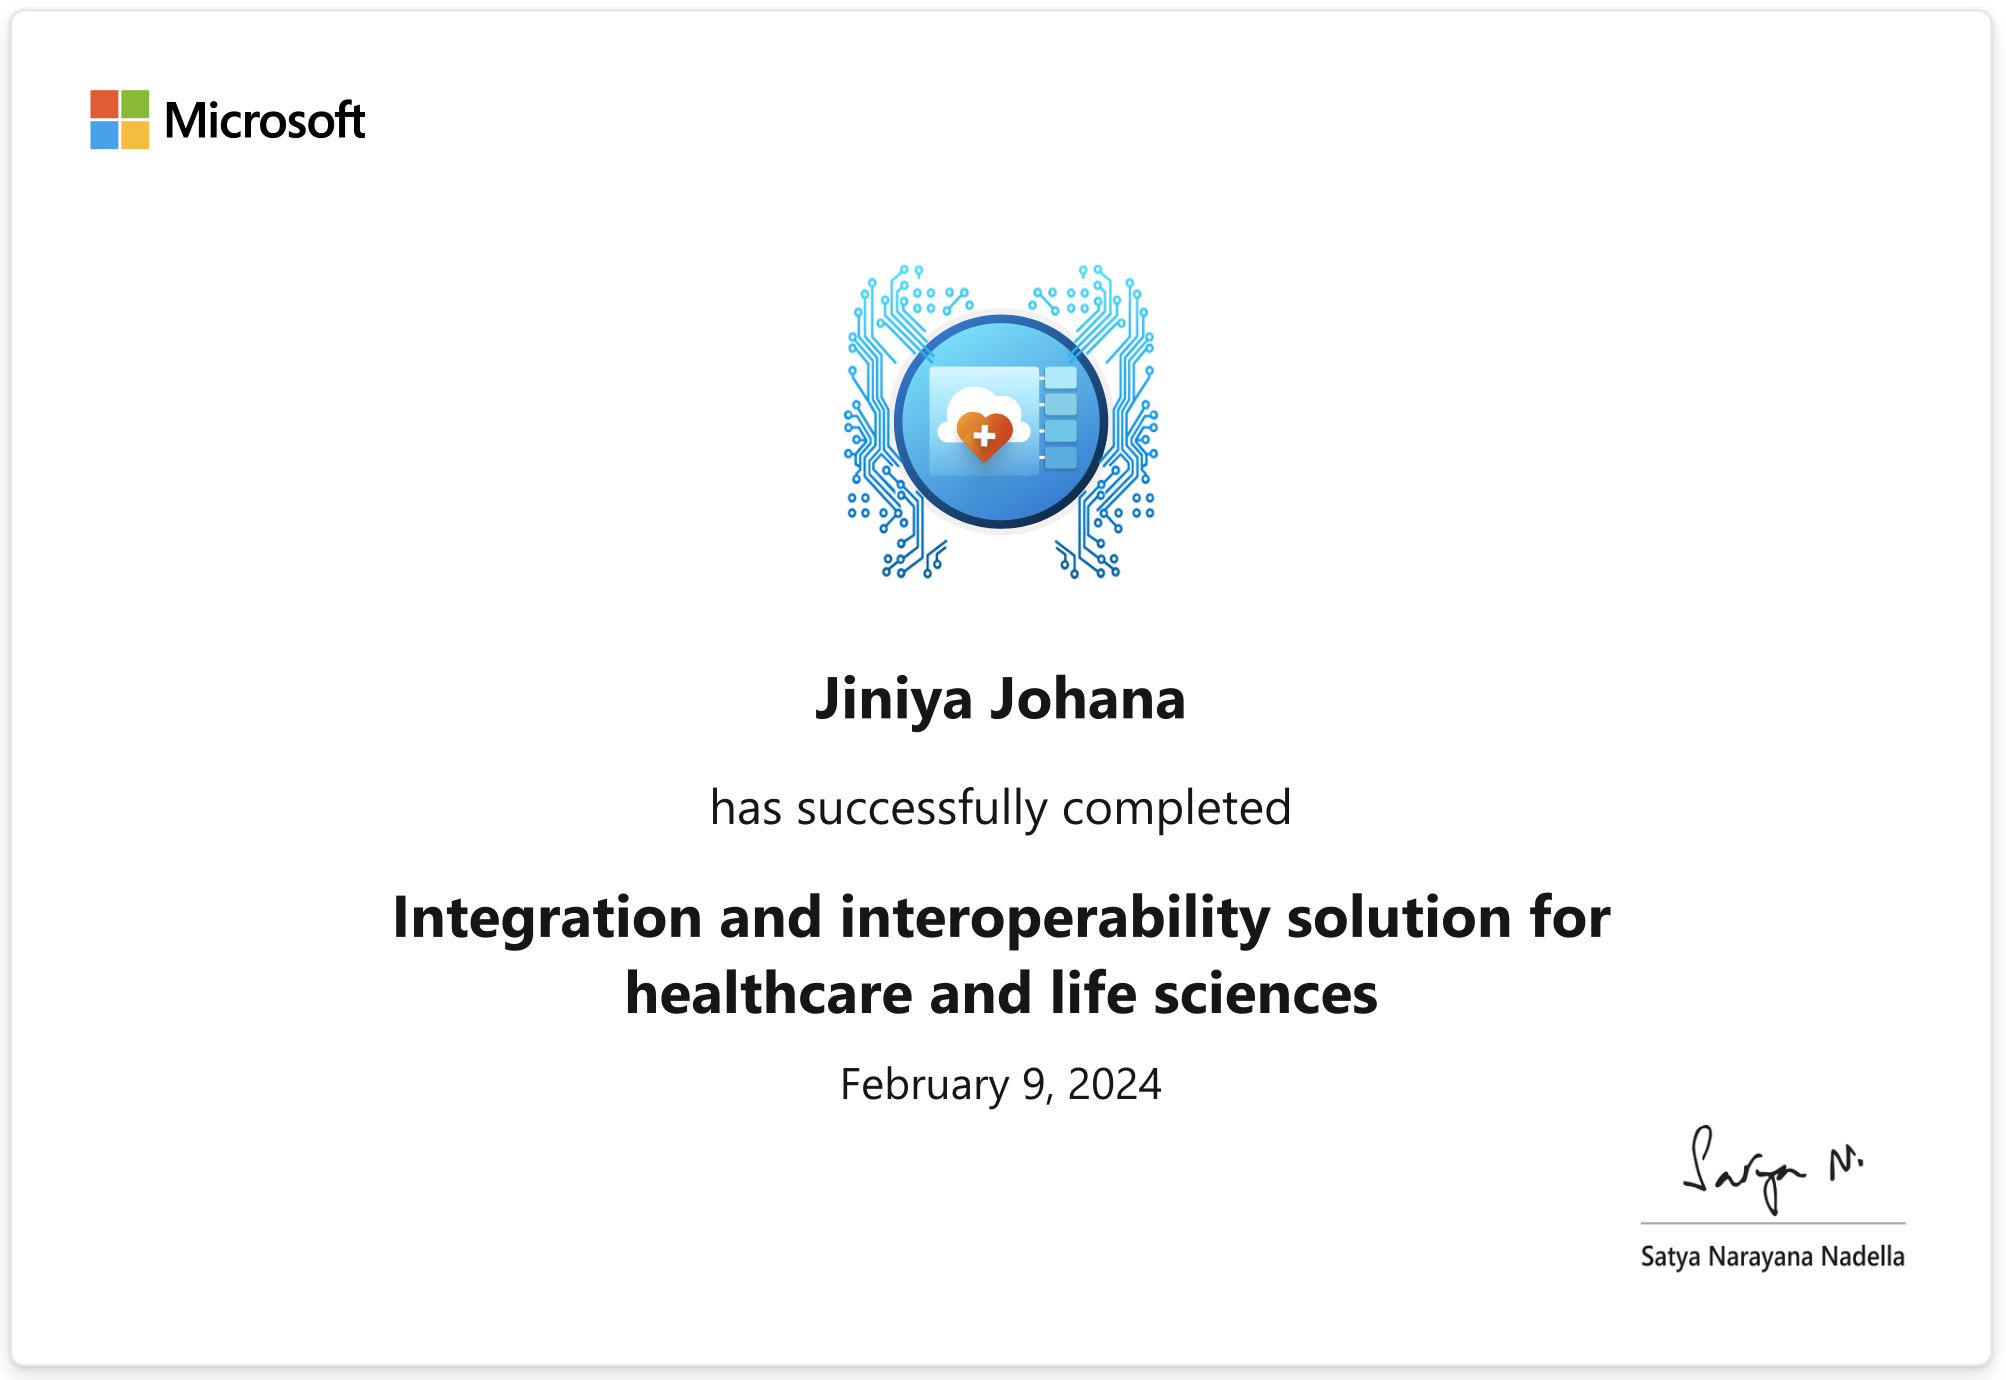 Microsoft
Jiniya Johana
has successfully completed
Integration and interoperability solution for
healthcare and life sciences
February 9, 2024
Satya N.
Satya Narayana Nadella